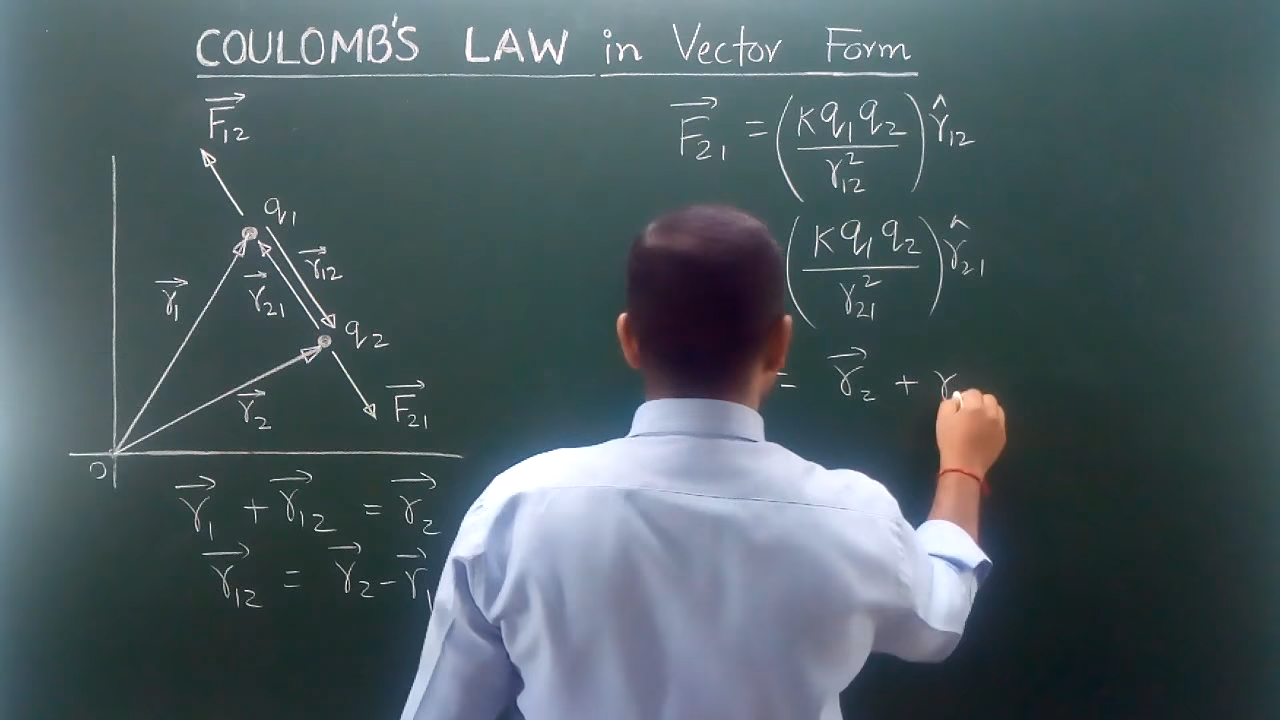 COULOMB'S LAW in Vector Form
F⃗₁₂
q₁
r⃗₁
r⃗₂₁
r⃗₁₂
q₂
r⃗₂
F⃗₂₁
O
r⃗₁ + r⃗₁₂ = r⃗₂
r⃗₁₂ = r⃗₂ - r⃗₁
F⃗₂₁ = (Kq₁q₂/r₁₂²) r̂₁₂
(Kq₁q₂/r₂₁²) r̂₂₁
= r⃗₂ + r